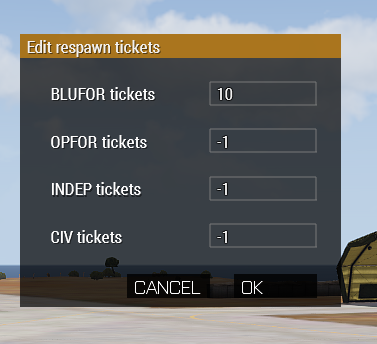 Edit respawn tickets
BLUFOR tickets 10
OPFOR tickets -1
INDEP tickets -1
CIV tickets -1
CANCEL OK